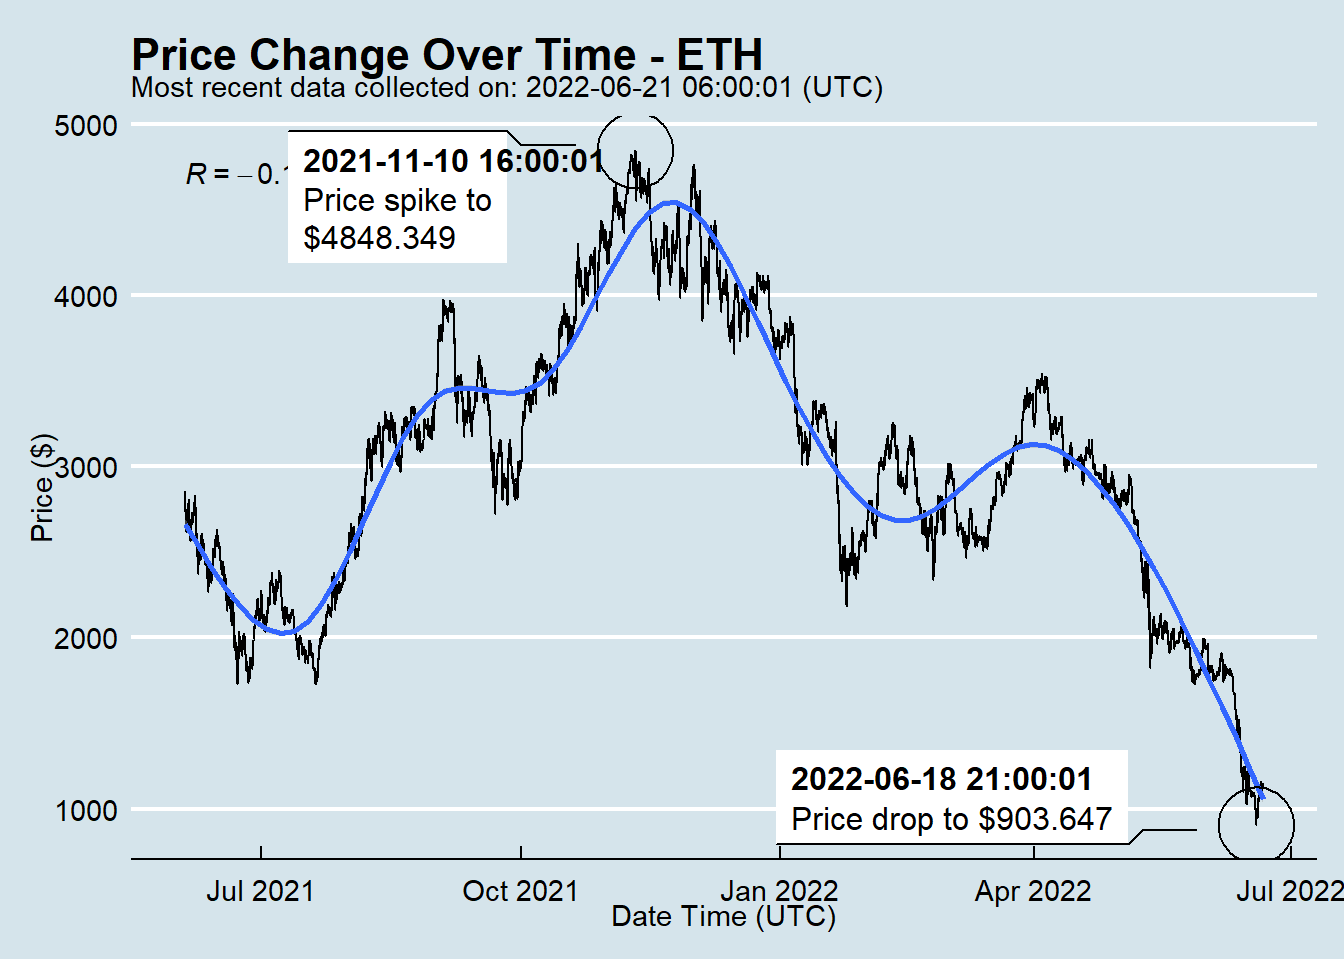 Price Change Over Time - ETH
Most recent data collected on: 2022-06-21 06:00:01 (UTC)
5000
R = −0.
2021-11-10 16:00:01
Price spike to
$4848.349
4000
3000
Price ($)
2000
1000
2022-06-18 21:00:01
Price drop to $903.647
Jul 2021
Oct 2021
Jan 2022
Apr 2022
Jul 2022
Date Time (UTC)